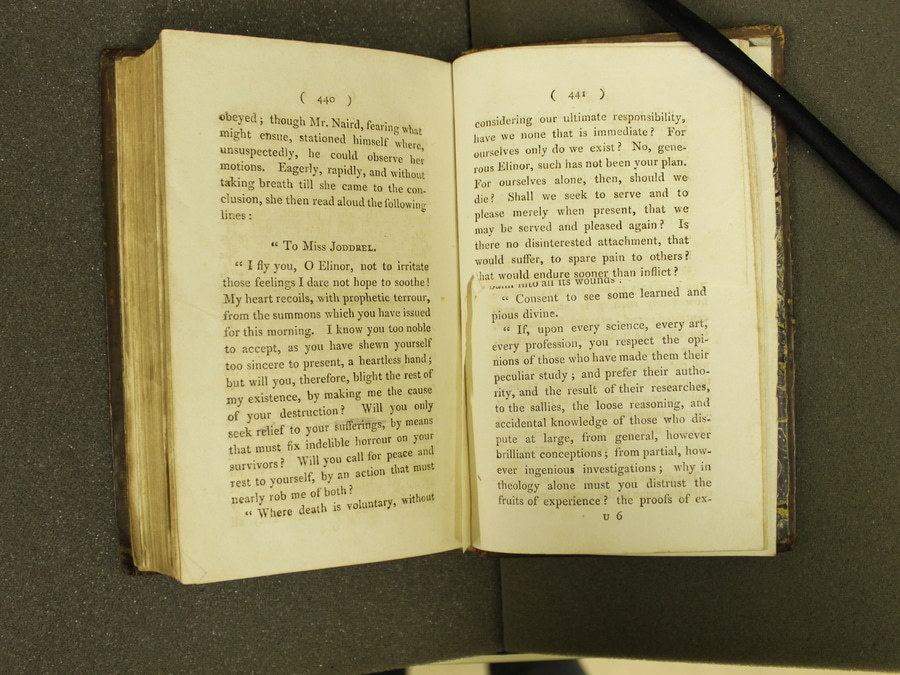 ( 440 )
obeyed; though Mr. Naird, fearing what
might ensue, stationed himself where,
unsuspectedly, he could observe her
motions. Eagerly, rapidly, and without
taking breath till she came to the con-
clusion, she then read aloud the following
lines:
“ To Miss JODDREL.
“ I fly you, O Elinor, not to irritate
those feelings I dare not hope to soothe!
My heart recoils, with prophetic terrour,
from the summons which you have issued
for this morning. I know you too noble
to accept, as you have shewn yourself
too sincere to present, a heartless hand;
but will you, therefore, blight the rest of
my existence, by making me the cause
of your destruction? Will you only
seek relief to your sufferings, by means
that must fix indelible horrour on your
survivors? Will you call for peace and
rest to yourself, by an action that must
nearly rob me of both?
“ Where death is voluntary, without
( 441 )
considering our ultimate responsibility,
have we none that is immediate? For
ourselves only do we exist? No, gene-
rous Elinor, such has not been your plan.
For ourselves alone, then, should we
die? Shall we seek to serve and to
please merely when present, that we
may be served and pleased again? Is
there no disinterested attachment, that
would suffer, to spare pain to others?
that would endure sooner than inflict?
into all its wounds
“ Consent to see some learned and
pious divine.
“ If, upon every science, every art,
every profession, you respect the opi-
nions of those who have made them their
peculiar study; and prefer their autho-
rity, and the result of their researches,
to the sallies, the loose reasoning, and
accidental knowledge of those who dis-
pute at large, from general, however
brilliant conceptions; from partial, how-
ever ingenious investigations; why in
theology alone must you distrust the
fruits of experience? the proofs of ex-
U 6